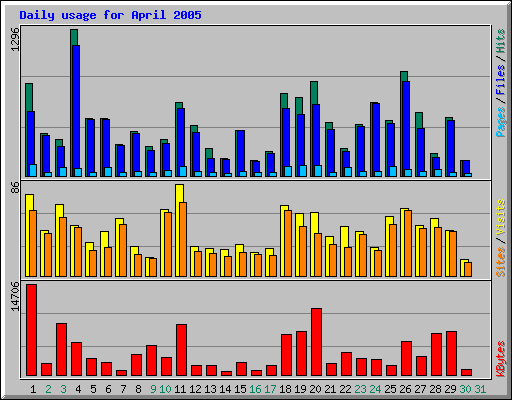 Daily usage for April 2005
1296
Pages / Files / Hits
86
Sites / Visits
14706
KBytes
1 2 3 4 5 6 7 8 9 10 11 12 13 14 15 16 17 18 19 20 21 22 23 24 25 26 27 28 29 30 31